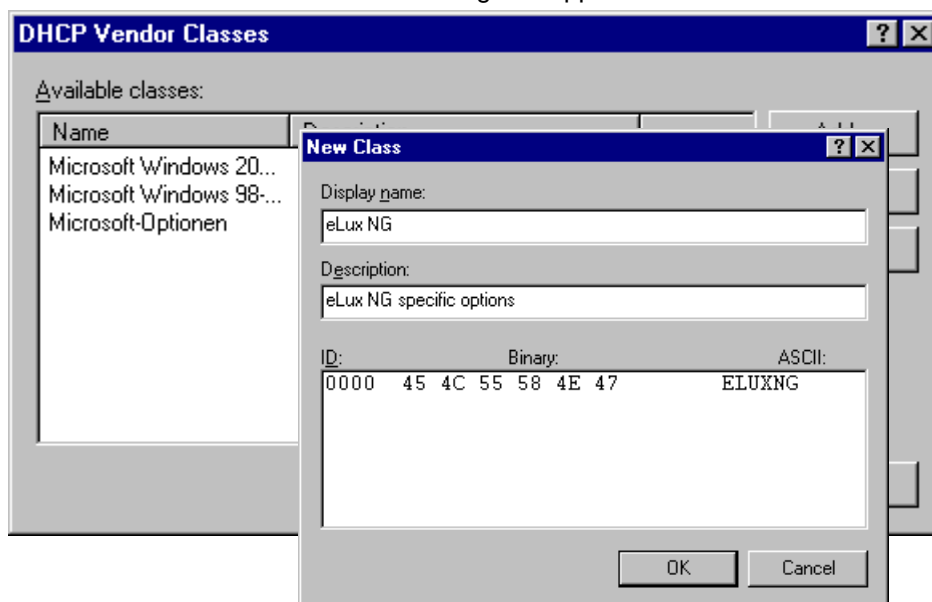 DHCP Vendor Classes
Available classes:
Name
Microsoft Windows 20...
Microsoft Windows 98-...
Microsoft-Optionen
New Class
Display name:
eLux NG
Description:
eLux NG specific options
ID: Binary: ASCII:
0000 45 4C 55 58 4E 47 ELUXNG
OK Cancel